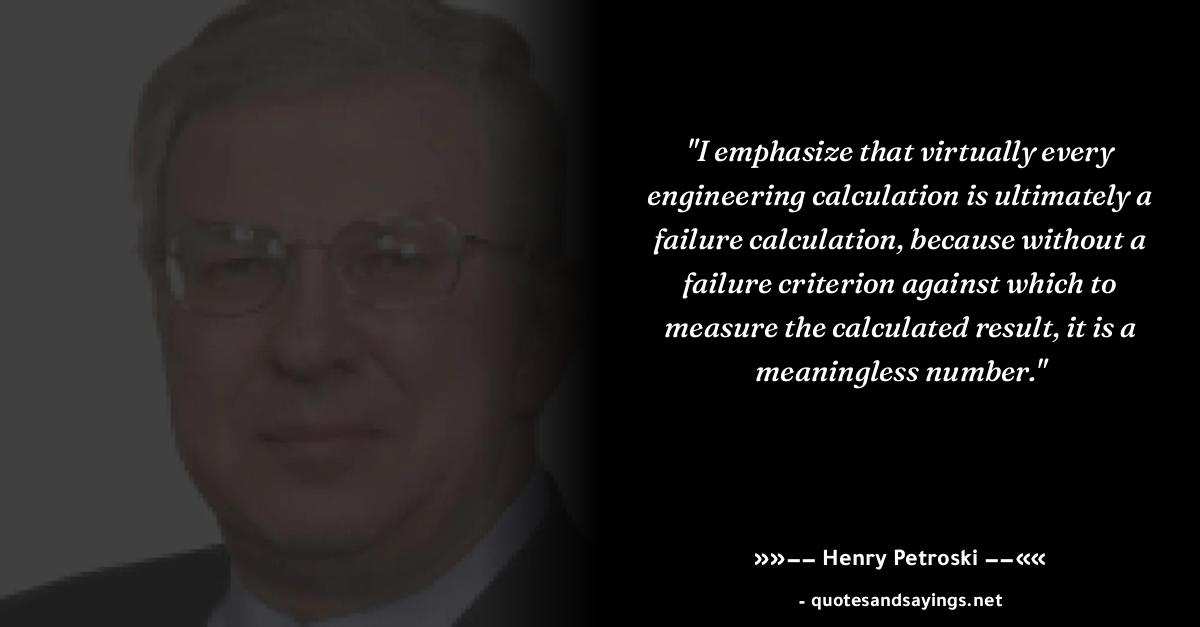 "I emphasize that virtually every
engineering calculation is ultimately a
failure calculation, because without a
failure criterion against which to
measure the calculated result, it is a
meaningless number."
»»–– Henry Petroski ––««
- quotesandsayings.net